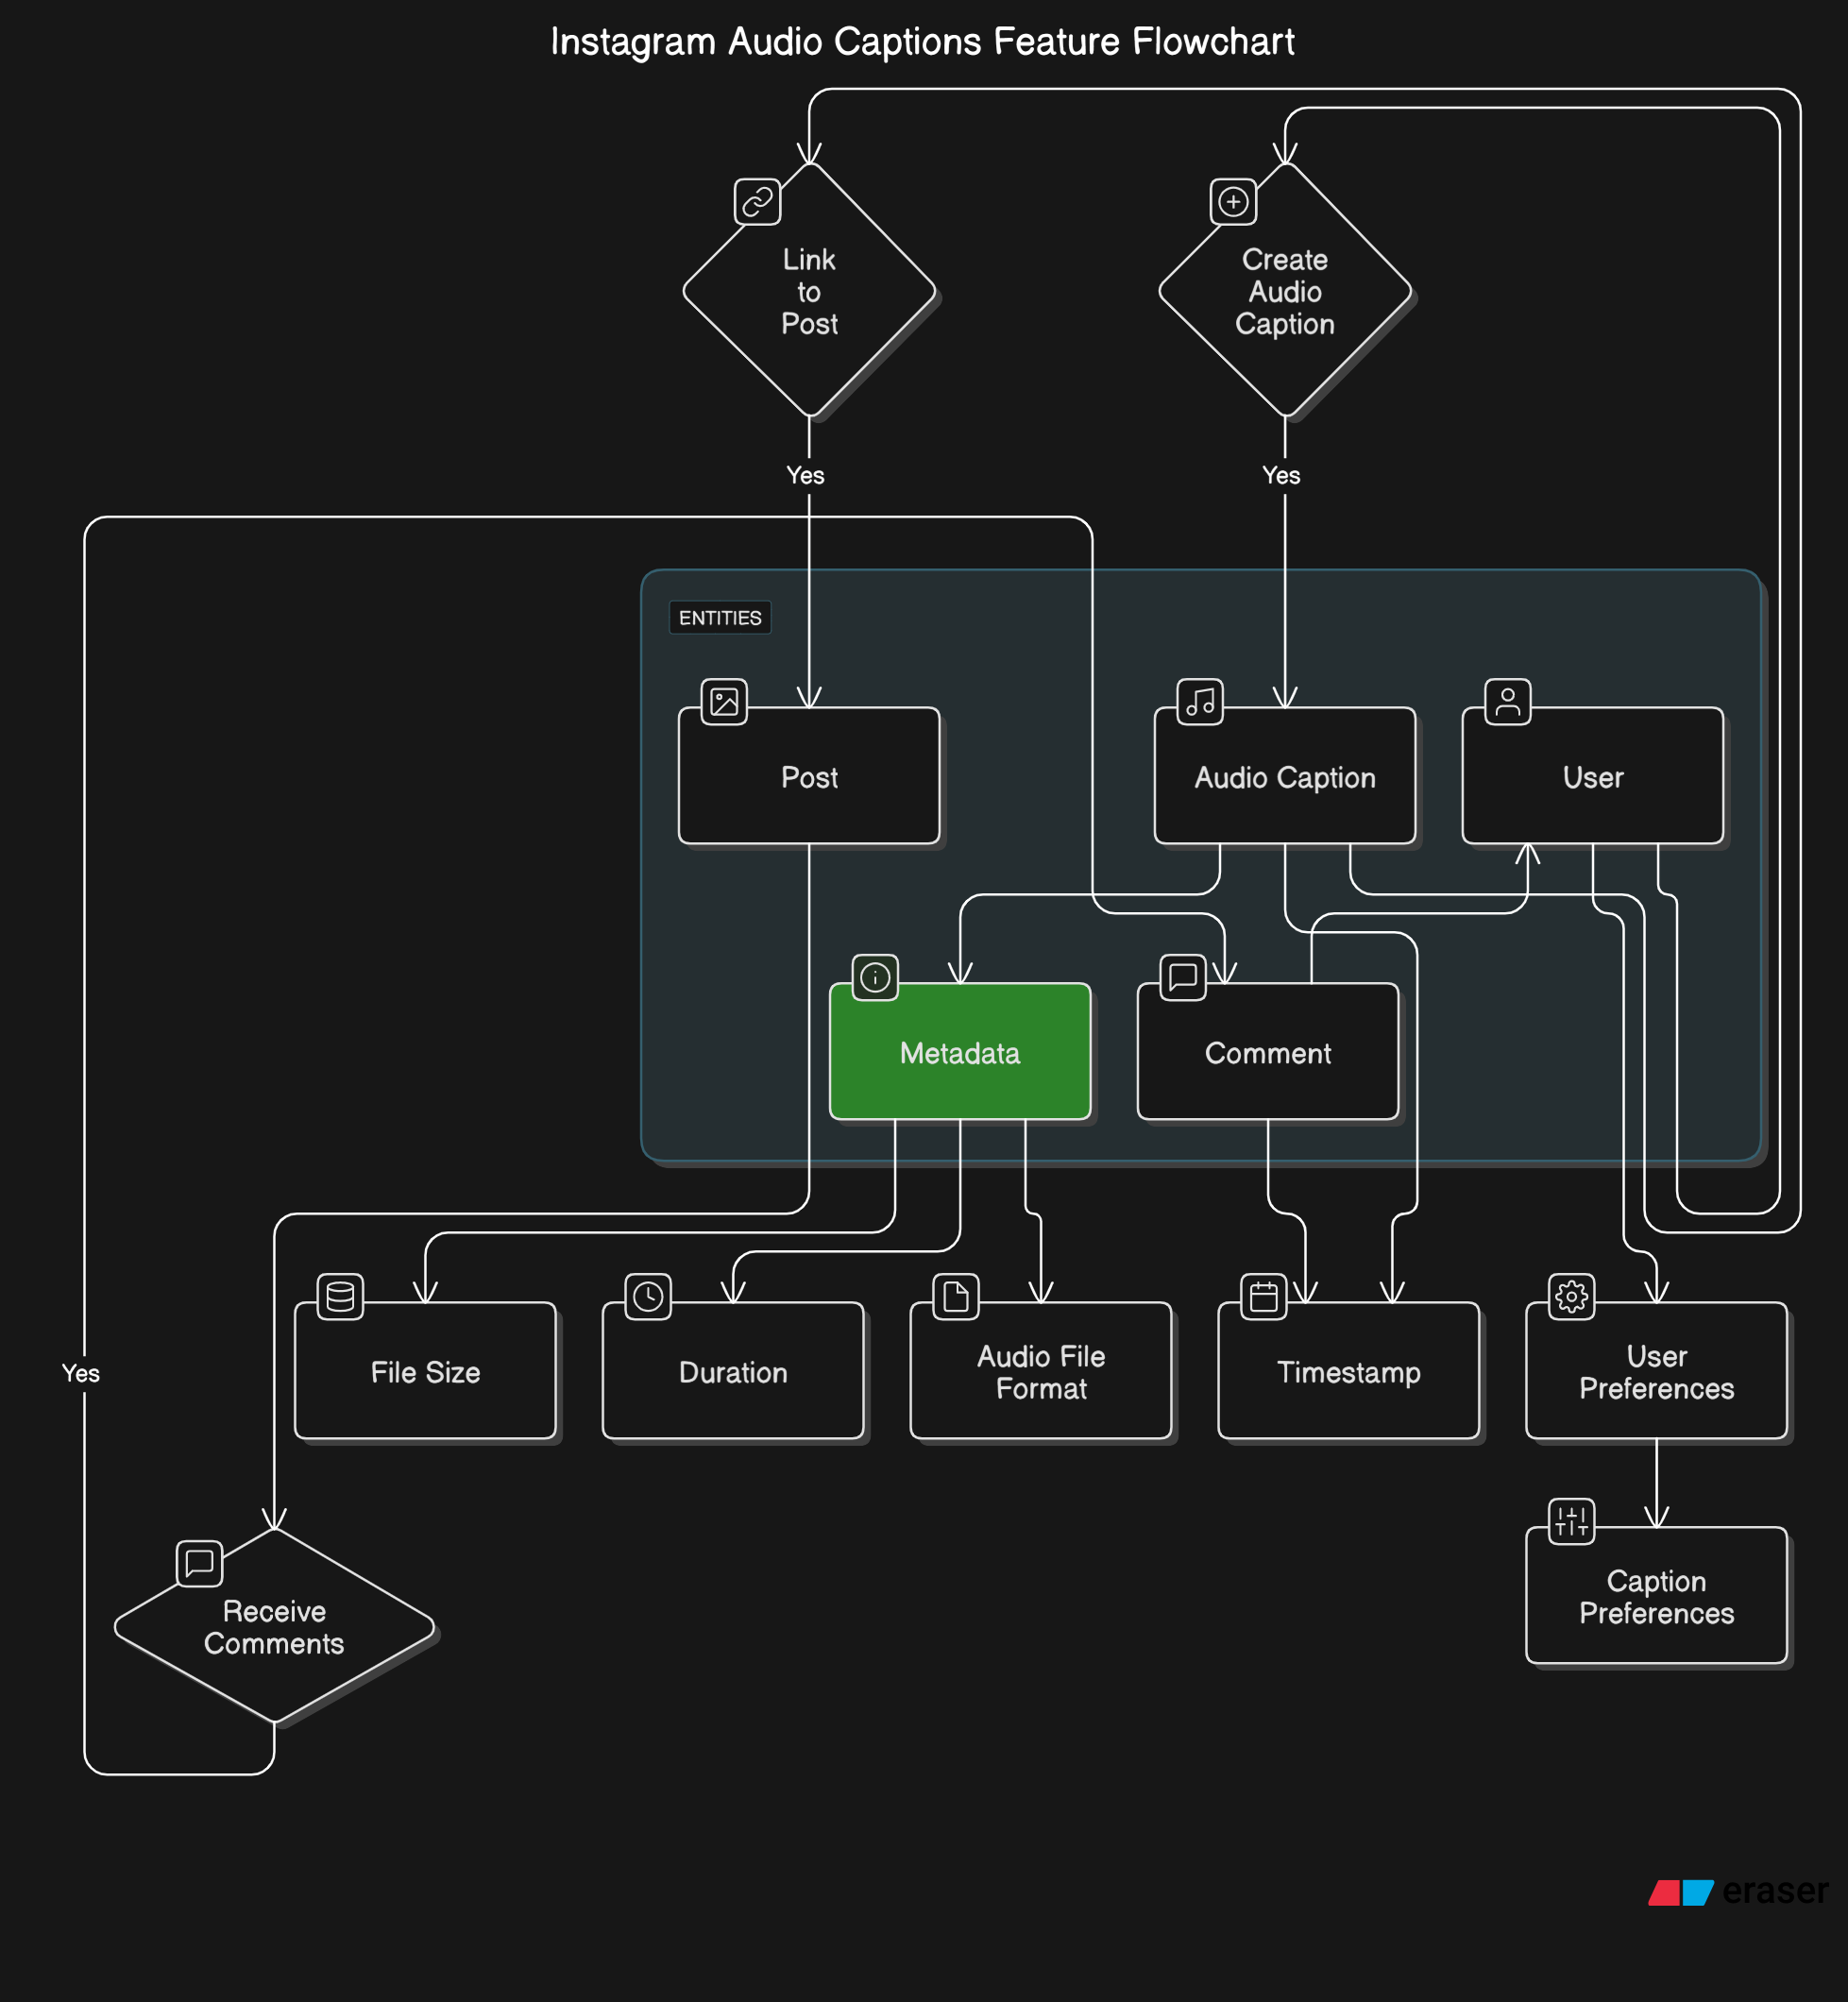 Instagram Audio Captions Feature Flowchart
Link
to
Post
Create
Audio
Caption
Yes
Yes
ENTITIES
Post
Audio Caption
User
Metadata
Comment
File Size
Duration
Audio File
Format
Timestamp
User
Preferences
Yes
Caption
Preferences
Receive
Comments
eraser